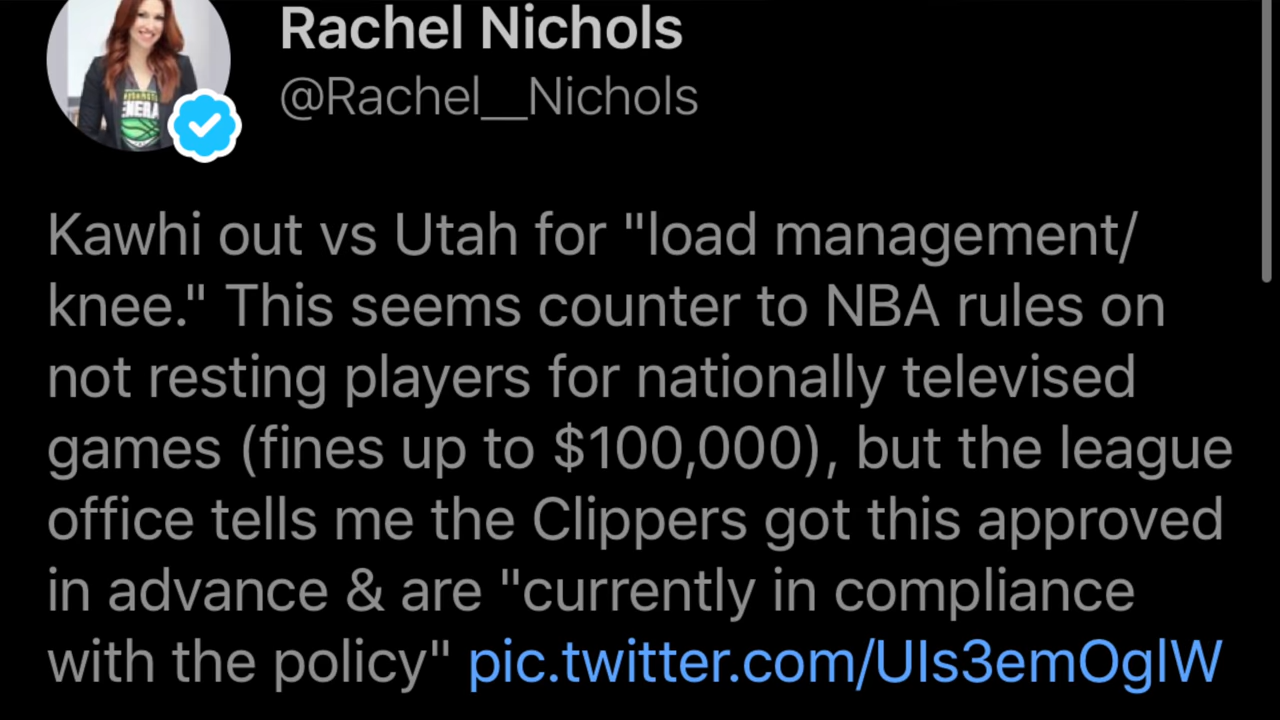 Rachel Nichols
@Rachel__Nichols
Kawhi out vs Utah for "load management/
knee." This seems counter to NBA rules on
not resting players for nationally televised
games (fines up to $100,000), but the league
office tells me the Clippers got this approved
in advance & are "currently in compliance
with the policy" pic.twitter.com/UIs3emOglW